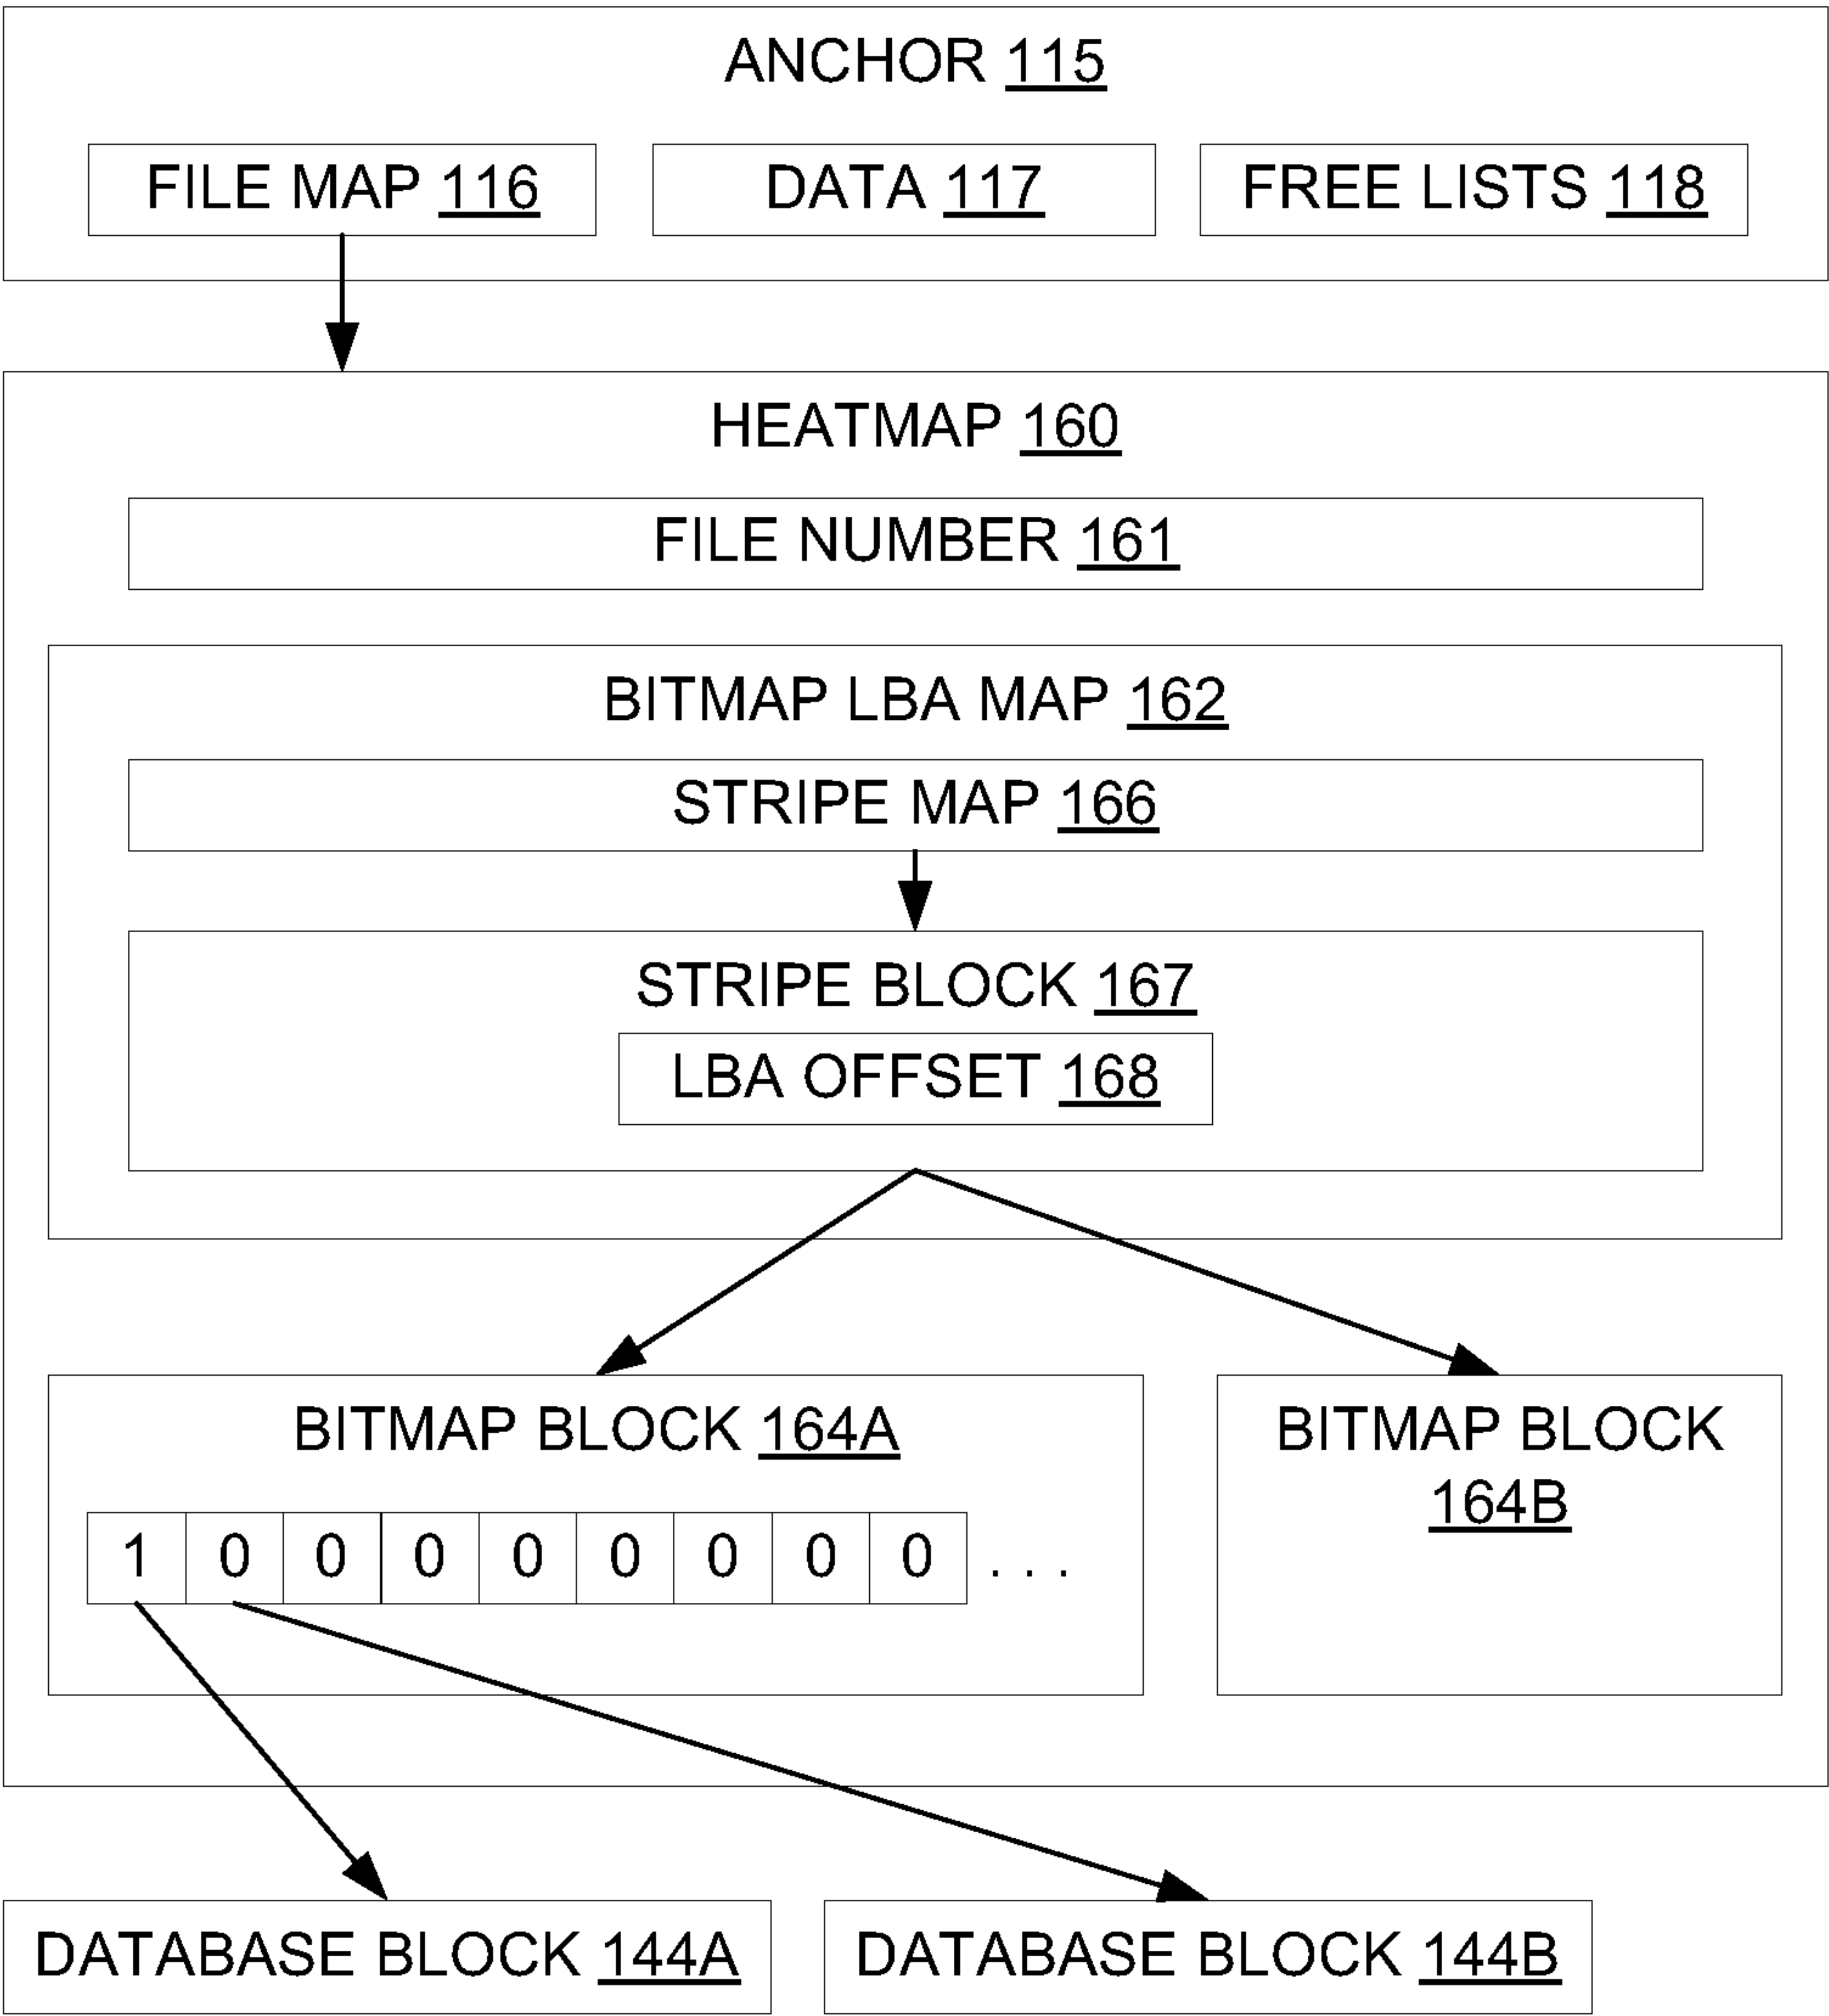 ANCHOR 115
FILE MAP 116 DATA 117 FREE LISTS 118
HEATMAP 160
FILE NUMBER 161
BITMAP LBA MAP 162
STRIPE MAP 166
STRIPE BLOCK 167
LBA OFFSET 168
BITMAP BLOCK 164A
1 0 0 0 0 0 0 0 0 . . .
BITMAP BLOCK
164B
DATABASE BLOCK 144A
DATABASE BLOCK 144B